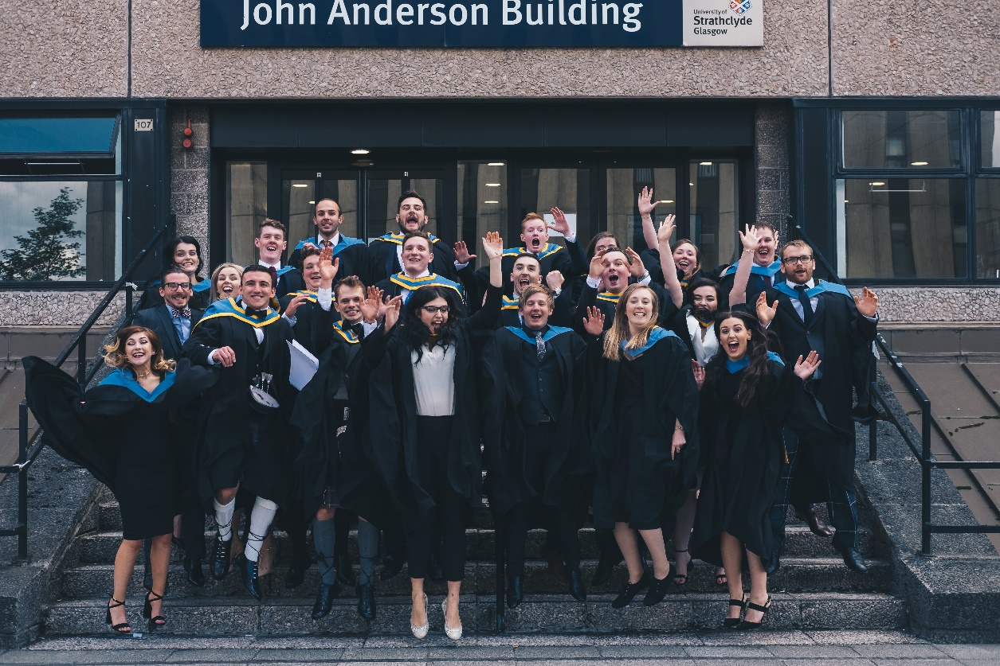 John Anderson Building
University of
Strathclyde
Glasgow
107